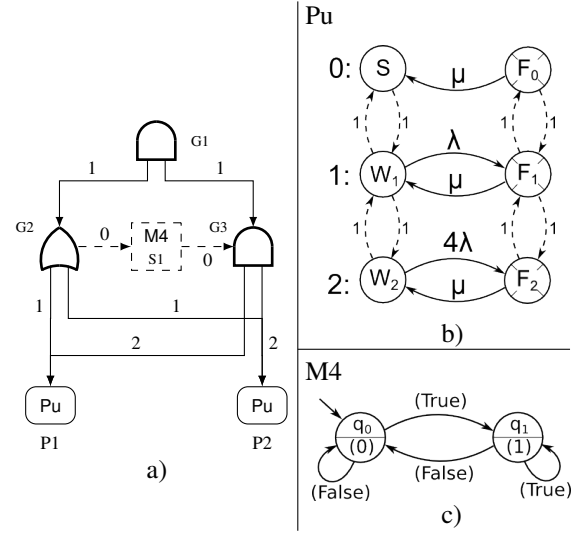 G1
1
1
G2
0
M4
S1
0
G3
1
1
2
2
Pu
Pu
P1
P2
a)
Pu
0:
S
μ
F₀
1
1
1
1
λ
1:
W₁
μ
F₁
1
1
1
1
4λ
2:
W₂
μ
F₂
b)
M4
(True)
q₀
(0)
q₁
(1)
(False)
(False)
(True)
c)